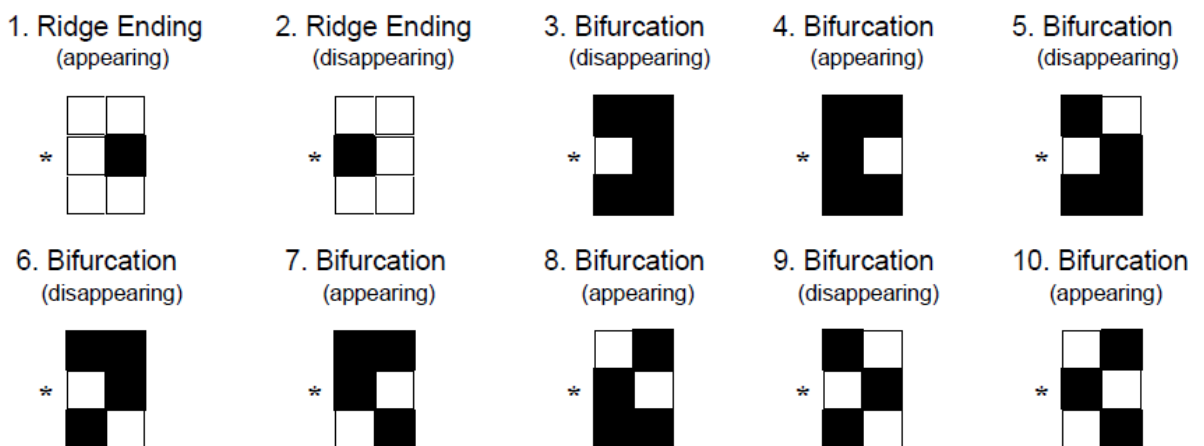 1. Ridge Ending
(appearing)
2. Ridge Ending
(disappearing)
3. Bifurcation
(disappearing)
4. Bifurcation
(appearing)
5. Bifurcation
(disappearing)
*
*
*
*
*
6. Bifurcation
(disappearing)
7. Bifurcation
(appearing)
8. Bifurcation
(appearing)
9. Bifurcation
(disappearing)
10. Bifurcation
(appearing)
*
*
*
*
*